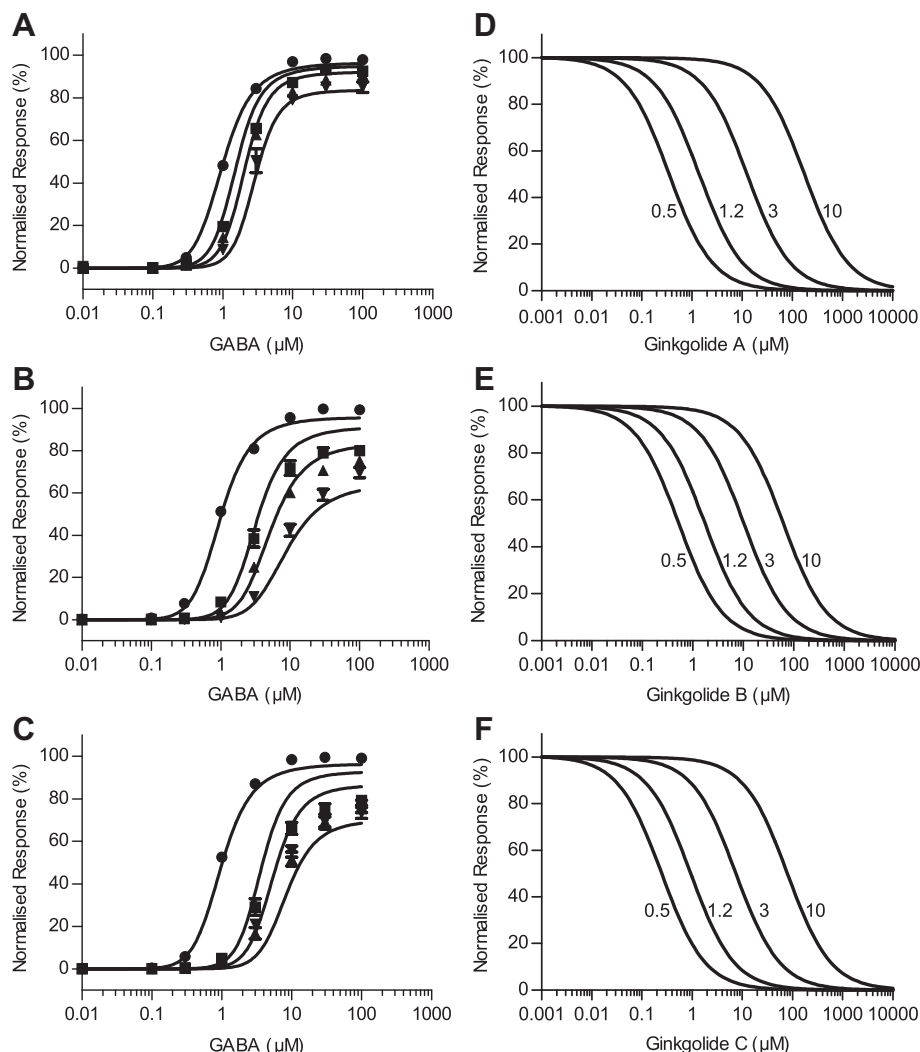 A
Normalised Response (%)
100
80
60
40
20
0
0.01 0.1 1 10 100 1000
GABA (µM)
D
Normalised Response (%)
100
80
60
40
20
0
0.5 1.2 3 10
0.001 0.01 0.1 1 10 100 1000 10000
Ginkgolide A (µM)
B
Normalised Response (%)
100
80
60
40
20
0
0.01 0.1 1 10 100 1000
GABA (µM)
E
Normalised Response (%)
100
80
60
40
20
0
0.5 1.2 3 10
0.001 0.01 0.1 1 10 100 1000 10000
Ginkgolide B (µM)
C
Normalised Response (%)
100
80
60
40
20
0
0.01 0.1 1 10 100 1000
GABA (µM)
F
Normalised Response (%)
100
80
60
40
20
0
0.5 1.2 3 10
0.001 0.01 0.1 1 10 100 1000 10000
Ginkgolide C (µM)